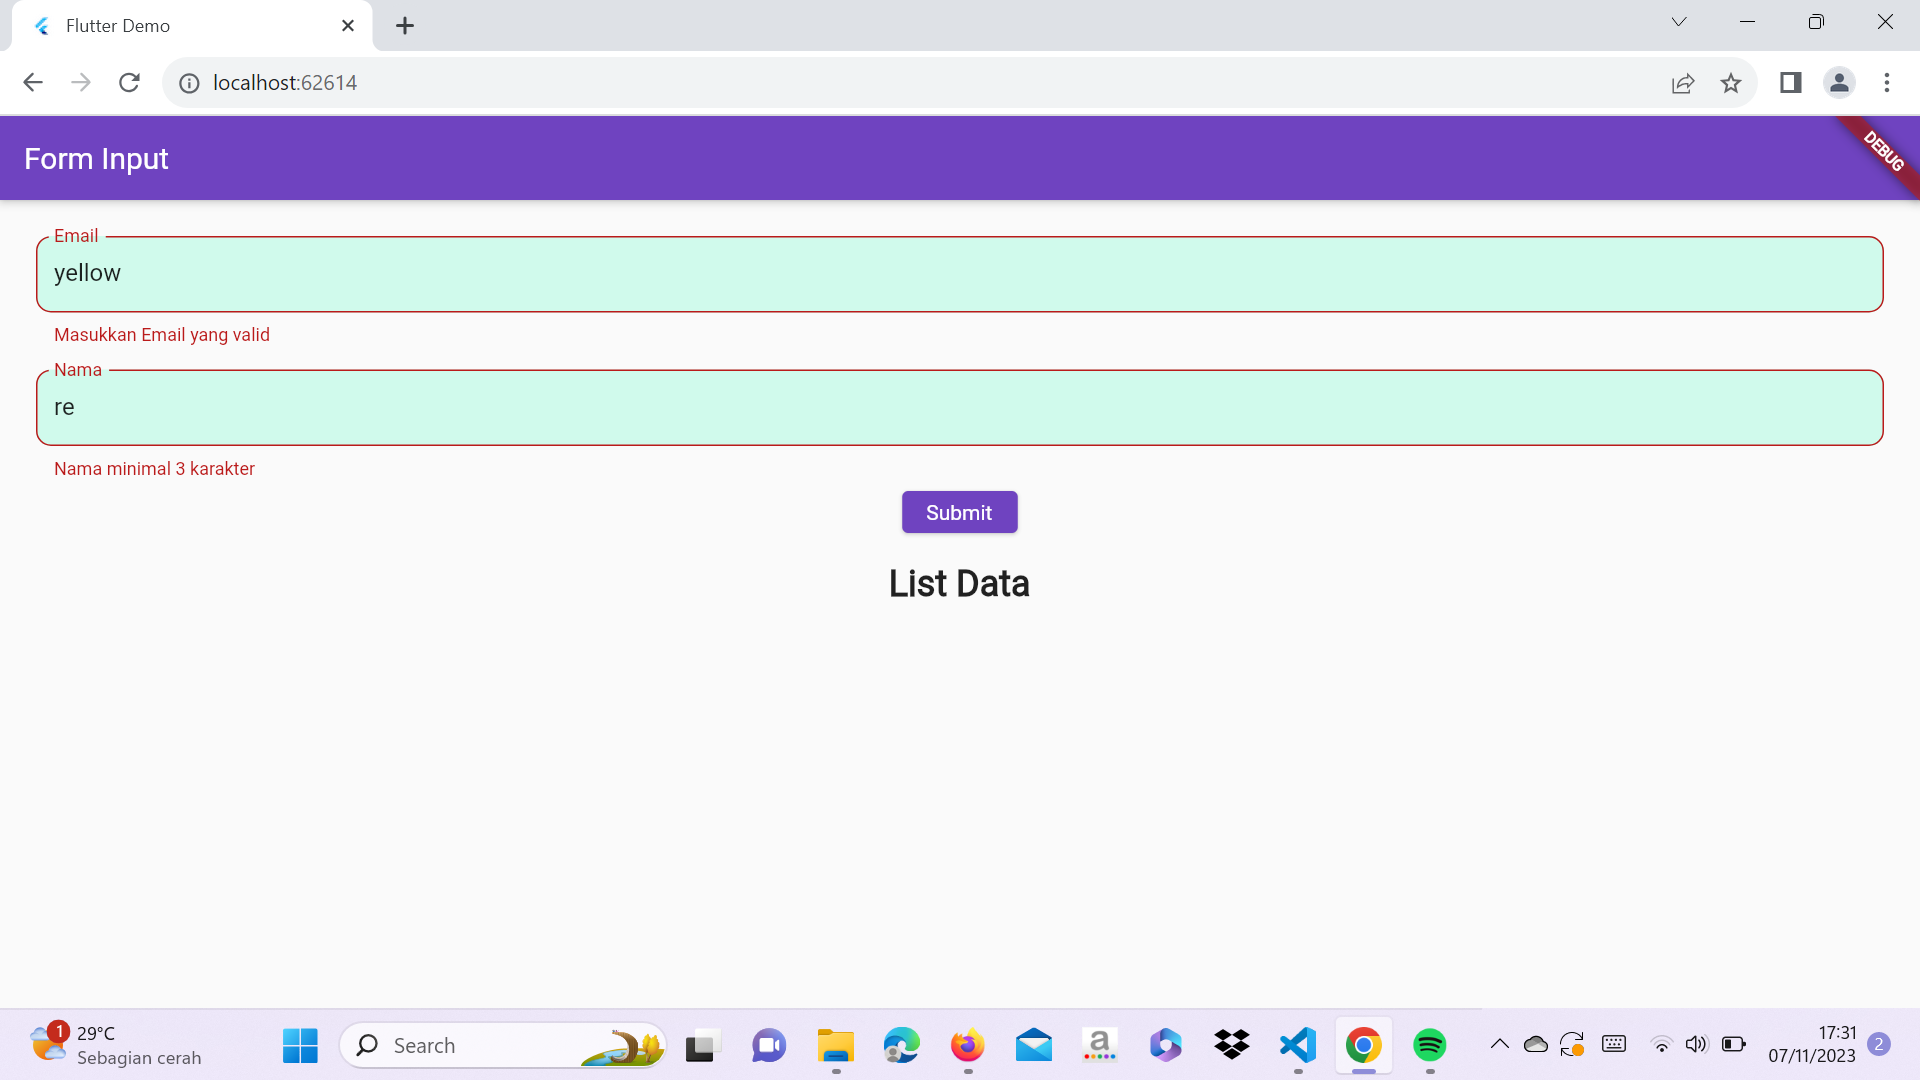 Flutter Demo
localhost:62614
Form Input
DEBUG
Email
yellow
Masukkan Email yang valid
Nama
re
Nama minimal 3 karakter
Submit
List Data
1
29°C
Sebagian cerah
Search
a
17:31
07/11/2023
2